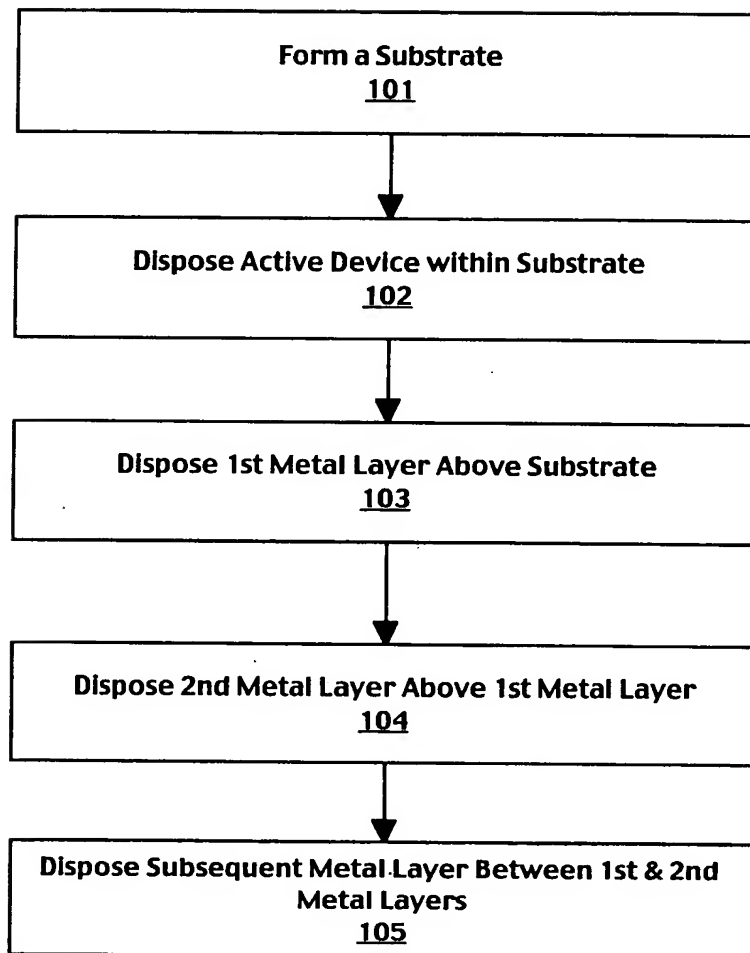 Form a Substrate
101
Dispose Active Device within Substrate
102
Dispose 1st Metal Layer Above Substrate
103
Dispose 2nd Metal Layer Above 1st Metal Layer
104
Dispose Subsequent Metal Layer Between 1st & 2nd
Metal Layers
105